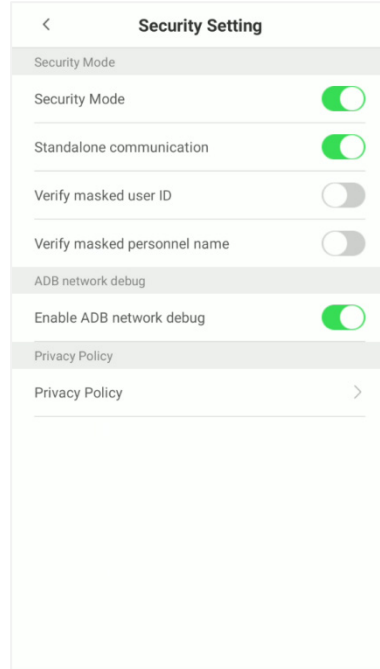 Security Setting
Security Mode
Security Mode
Standalone communication
Verify masked user ID
Verify masked personnel name
ADB network debug
Enable ADB network debug
Privacy Policy
Privacy Policy